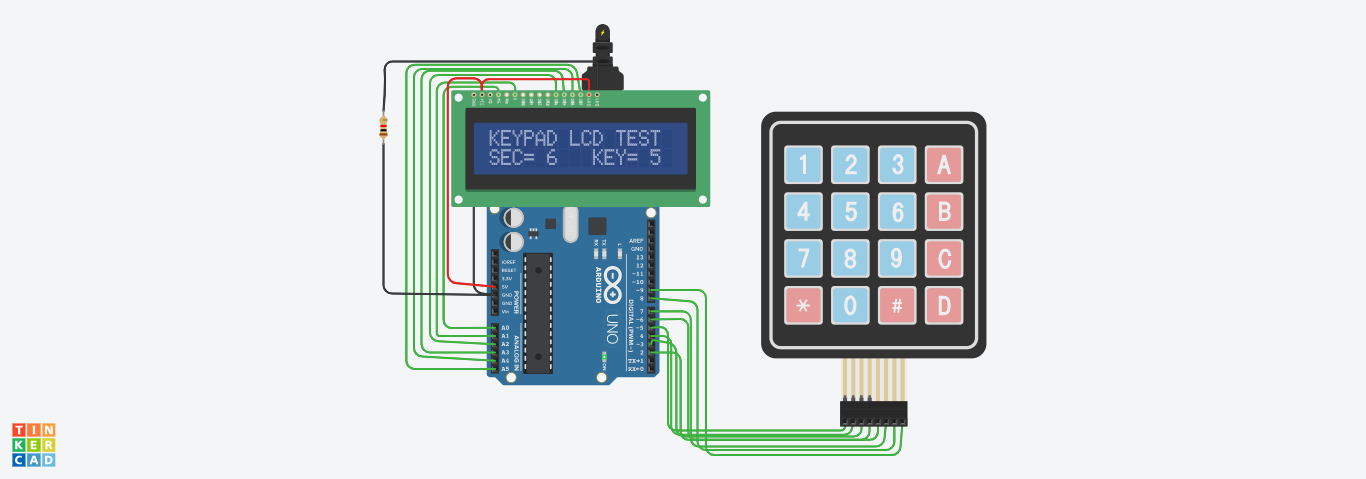 KEYPAD LCD TEST
SEC= 6 KEY= 5
AREF
GND
13
12
~11
~10
~9
8
7
~6
~5
4
~3
2
TX→1
RX←0
DIGITAL (PWM~)
IOREF
RESET
3.3V
5V
GND
GND
Vin
POWER
A0
A1
A2
A3
A4
A5
ANALOG IN
RX
TX
L
ARDUINO
UNO
ON
1 2 3 A
4 5 6 B
7 8 9 C
* 0 # D
TIN
KER
CAD